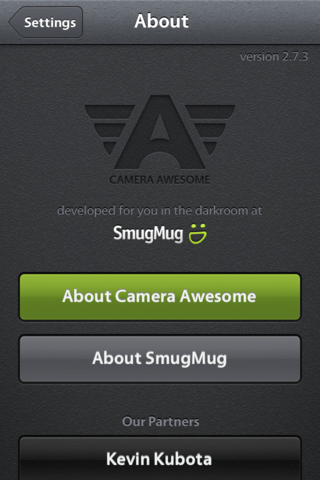 Settings
About
version 2.7.3
A
CAMERA AWESOME
developed for you in the darkroom at
SmugMug
About Camera Awesome
About SmugMug
Our Partners
Kevin Kubota